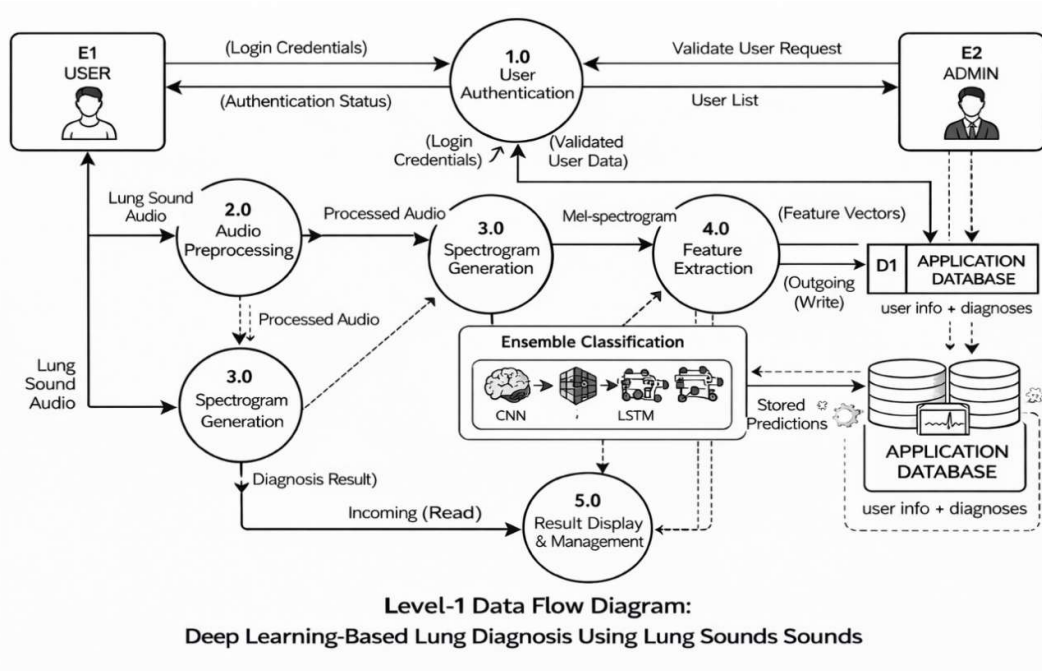 E1
USER
(Login Credentials)
(Authentication Status)
1.0
User
Authentication
Validate User Request
User List
E2
ADMIN
(Login
Credentials)
(Validated
User Data)
Lung Sound
Audio
2.0
Audio
Preprocessing
Processed Audio
3.0
Spectrogram
Generation
Mel-spectrogram
4.0
Feature
Extraction
(Feature Vectors)
(Outgoing
(Write)
D1
APPLICATION
DATABASE
user info + diagnoses
Processed Audio
Lung
Sound
Audio
3.0
Spectrogram
Generation
Ensemble Classification
CNN
LSTM
Stored
Predictions
APPLICATION
DATABASE
user info + diagnoses
Diagnosis Result)
Incoming (Read)
5.0
Result Display
& Management
Level-1 Data Flow Diagram:
Deep Learning-Based Lung Diagnosis Using Lung Sounds Sounds